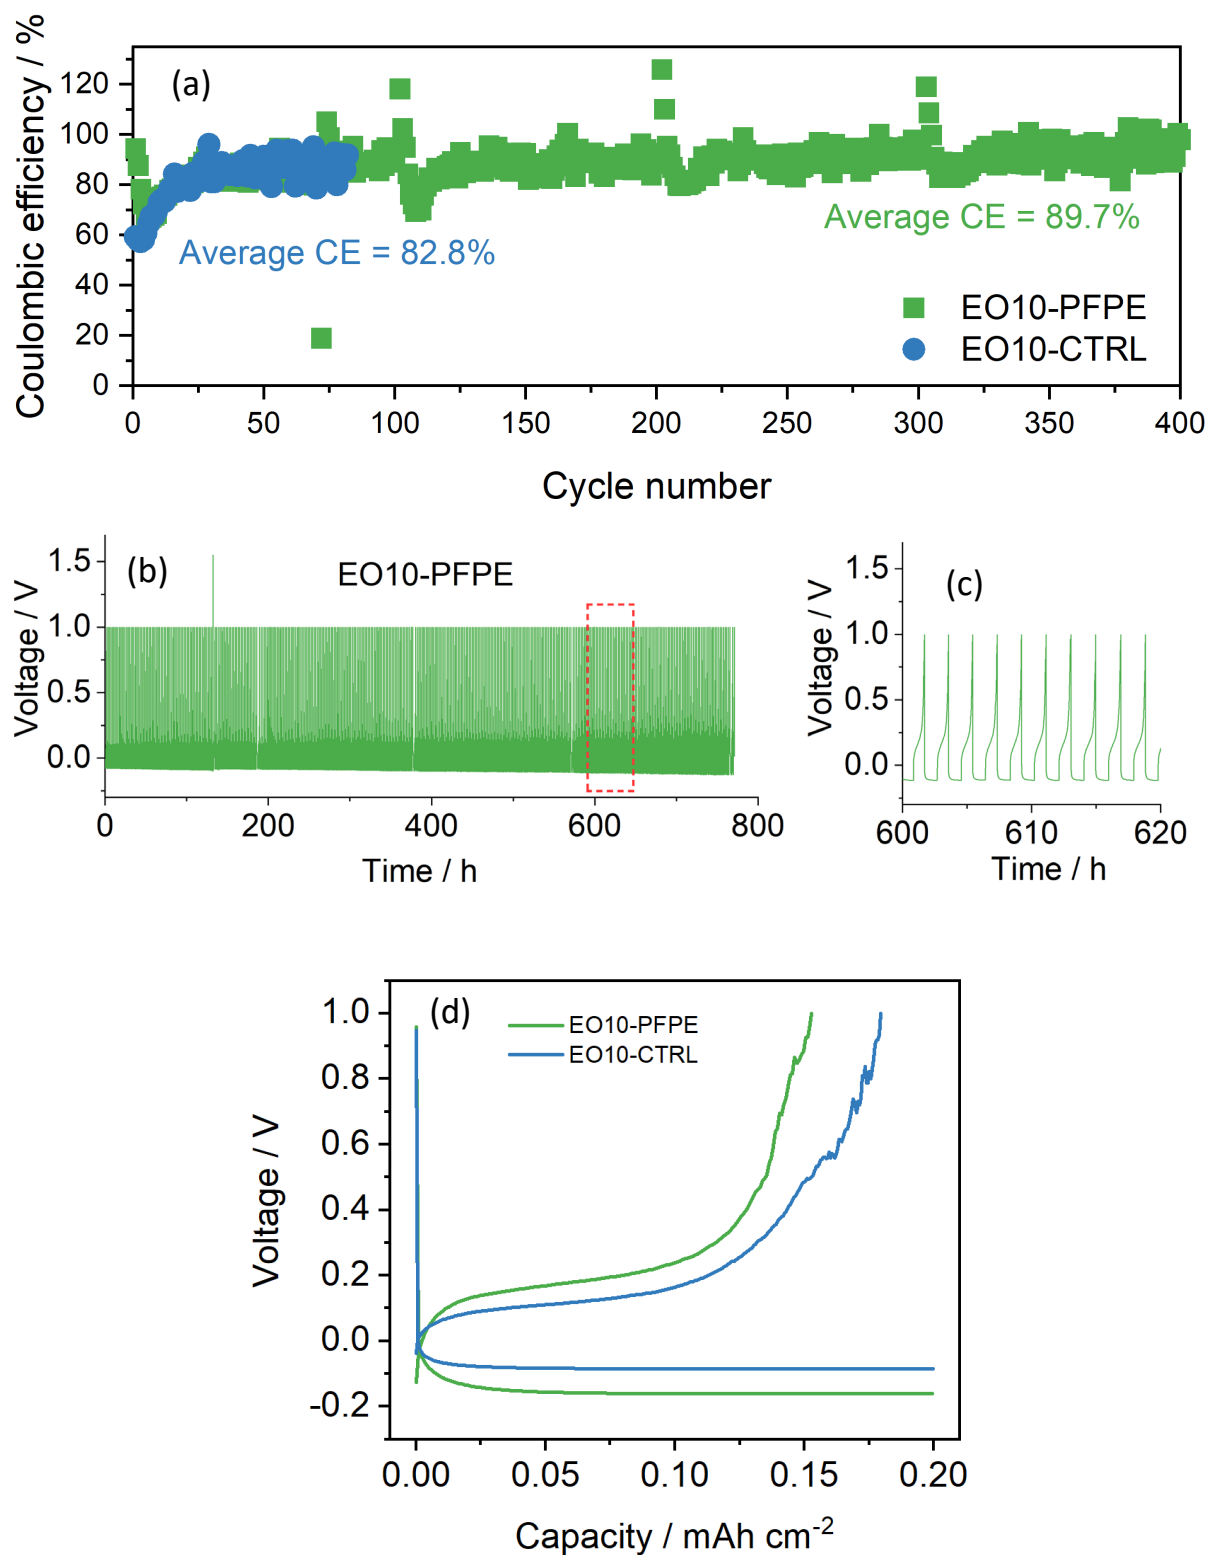 Coulombic efficiency / %
(a)
120
100
80
60
40
20
0
Average CE = 82.8%
Average CE = 89.7%
EO10-PFPE
EO10-CTRL
0 50 100 150 200 250 300 350 400
Cycle number
Voltage / V
1.5
1.0
0.5
0.0
(b)
EO10-PFPE
0 200 400 600 800
Time / h
Voltage / V
1.5
1.0
0.5
0.0
(c)
600 610 620
Time / h
Voltage / V
1.0
0.8
0.6
0.4
0.2
0.0
-0.2
(d)
EO10-PFPE
EO10-CTRL
0.00 0.05 0.10 0.15 0.20
Capacity / mAh cm-2